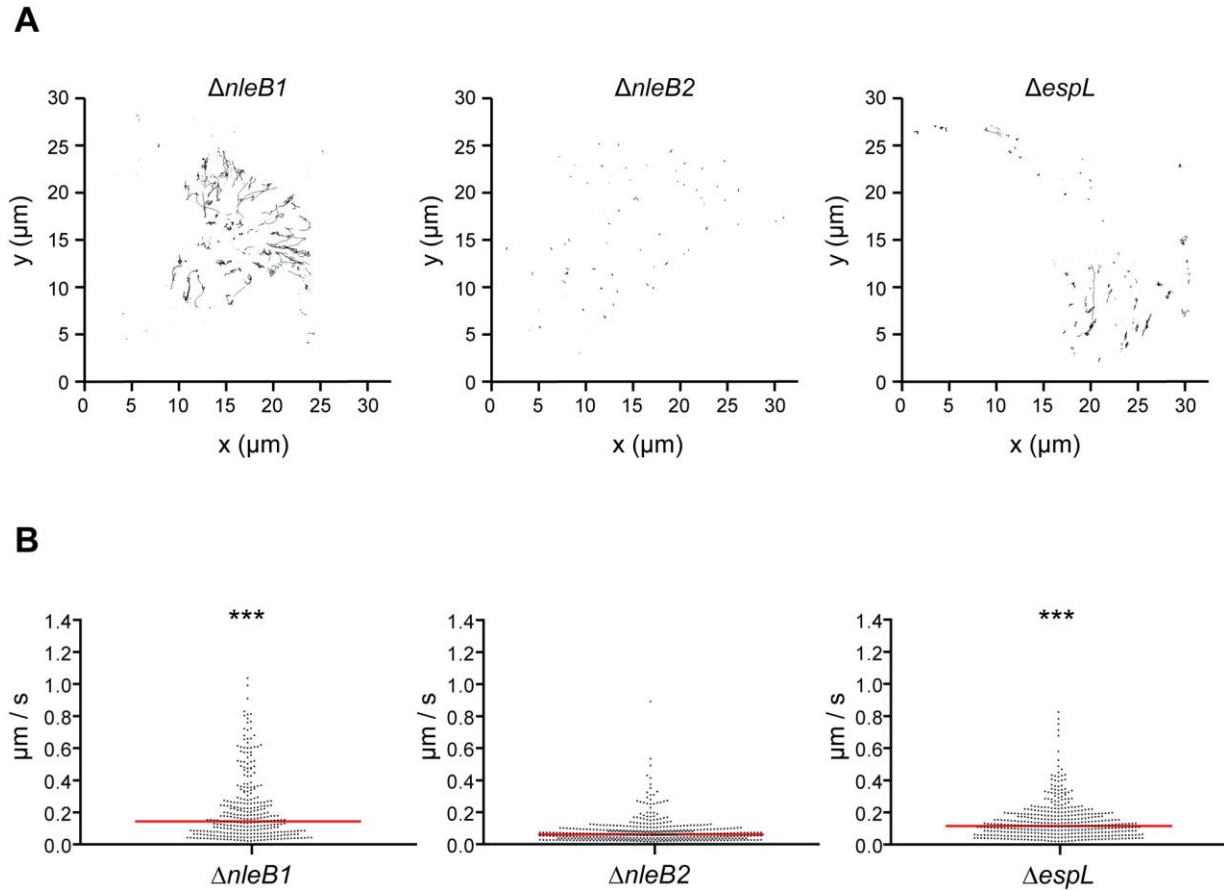 A
ΔnleB1 ΔnleB2 ΔespL
30 30 30
25 25 25
20 20 20
15 15 15
10 10 10
5 5 5
0 0 0
y (µm) y (µm) y (µm)
0 5 10 15 20 25 30 0 5 10 15 20 25 30 0 5 10 15 20 25 30
x (µm) x (µm) x (µm)
B
*** ***
1.4 1.4 1.4
1.2 1.2 1.2
1.0 1.0 1.0
0.8 0.8 0.8
0.6 0.6 0.6
0.4 0.4 0.4
0.2 0.2 0.2
0.0 0.0 0.0
µm / s µm / s µm / s
ΔnleB1 ΔnleB2 ΔespL